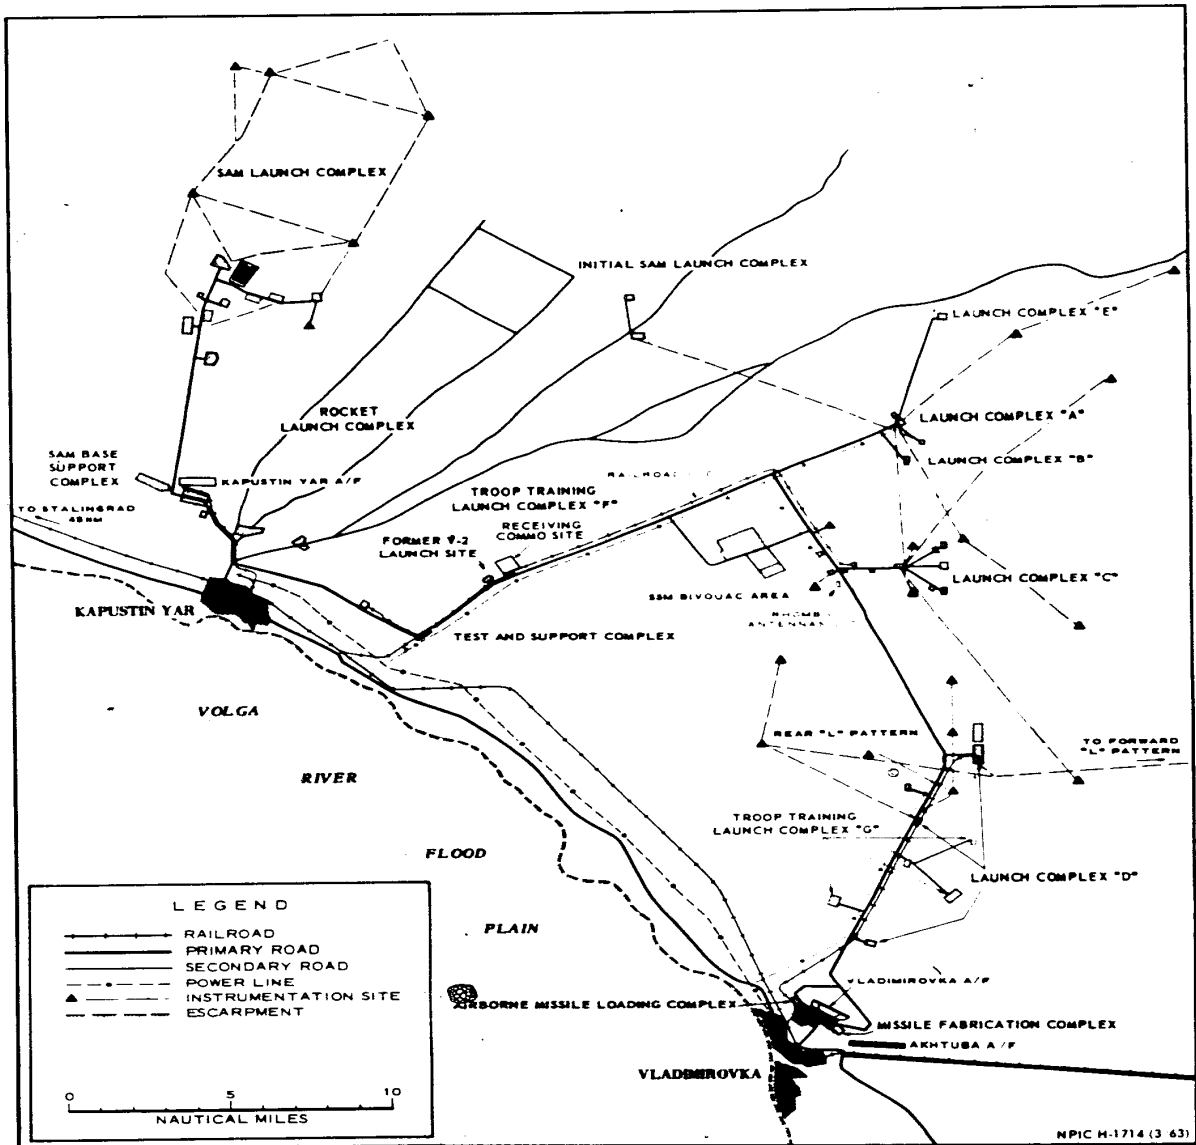 SAM LAUNCH COMPLEX
INITIAL SAM LAUNCH COMPLEX
LAUNCH COMPLEX "E"
ROCKET
LAUNCH COMPLEX
LAUNCH COMPLEX "A"
LAUNCH COMPLEX "B"
SAM BASE
SUPPORT
COMPLEX
KAPUSTIN YAR A/F
RAILROAD
TROOP TRAINING
LAUNCH COMPLEX "F"
TO STALINGRAD
48 NM
RECEIVING
COMMO SITE
FORMER V-2
LAUNCH SITE
LAUNCH COMPLEX "C"
SSM BIVOUAC AREA
ANTENNAS
KAPUSTIN YAR
TEST AND SUPPORT COMPLEX
VOLGA
RIVER
FLOOD
PLAIN
REAR "L" PATTERN
TO FORWARD
"L" PATTERN
TROOP TRAINING
LAUNCH COMPLEX "G"
LAUNCH COMPLEX "D"
VLADIMIROVKA A/F
AIRBORNE MISSILE LOADING COMPLEX
MISSILE FABRICATION COMPLEX
AKHTUBA A/F
VLADIMIROVKA
LEGEND
RAILROAD
PRIMARY ROAD
SECONDARY ROAD
POWER LINE
INSTRUMENTATION SITE
ESCARPMENT
0 5 10
NAUTICAL MILES
NPIC H-1714 (3 63)